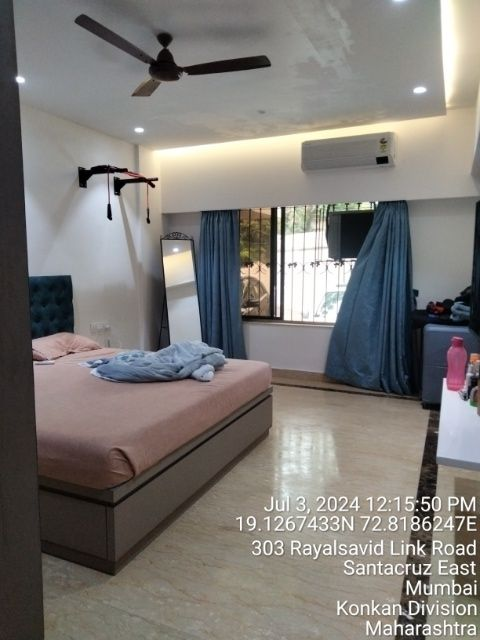 Jul 3, 2024 12:15:50 PM
19.1267433N 72.8186247E
303 Rayalsavid Link Road
Santacruz East
Mumbai
Konkan Division
Maharashtra